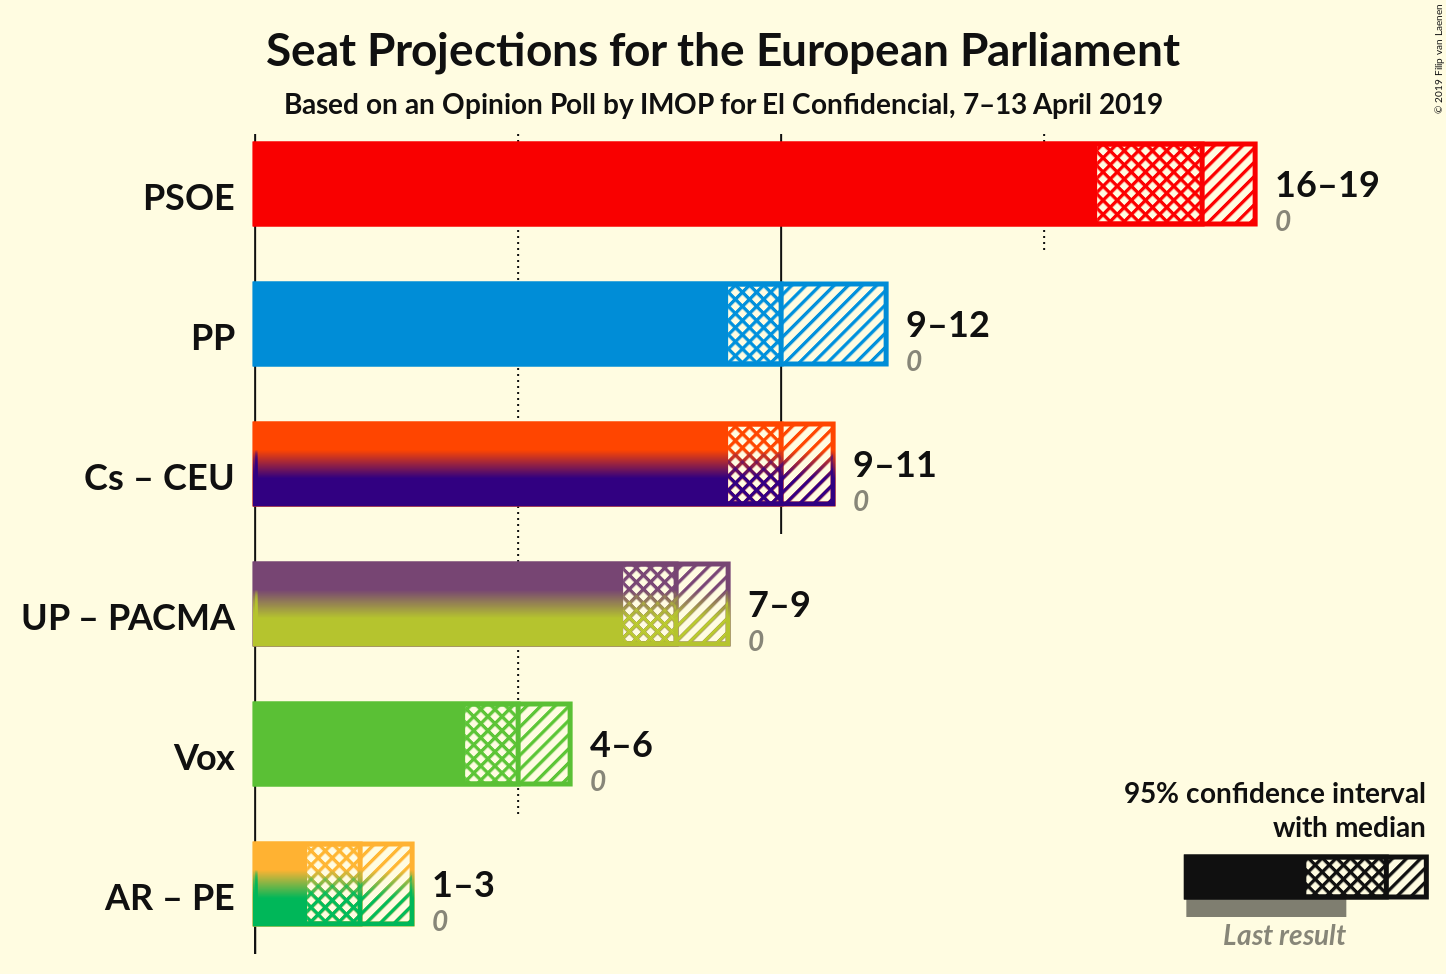 Seat Projections for the European Parliament
Based on an Opinion Poll by IMOP for El Confidencial, 7–13 April 2019
© 2019 Filip van Laenen
PSOE
16–19
0
PP
9–12
0
Cs – CEU
9–11
0
UP – PACMA
7–9
0
Vox
4–6
0
AR – PE
1–3
0
95% confidence interval
with median
Last result